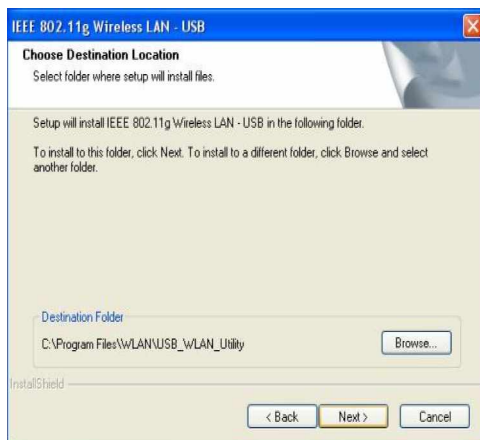 IEEE 802.11g Wireless LAN - USB
Choose Destination Location
Select folder where setup will install files.
Setup will install IEEE 802.11g Wireless LAN - USB in the following folder.
To install to this folder, click Next. To install to a different folder, click Browse and select
another folder.
Destination Folder
C:\Program Files\WLAN\USB_WLAN_Utility
Browse...
InstallShield
< Back
Next >
Cancel